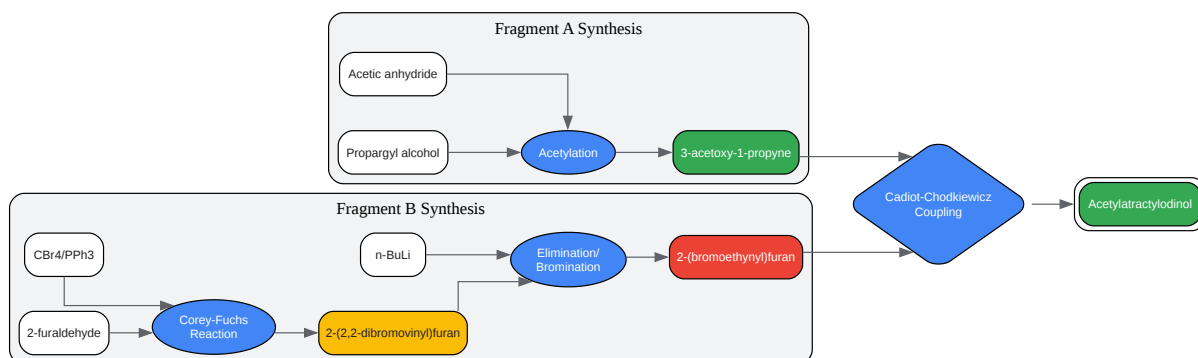 Fragment A Synthesis
Acetic anhydride
Propargyl alcohol
Acetylation
3-acetoxy-1-propyne
Fragment B Synthesis
CBr4/PPh3
2-furaldehyde
Corey-Fuchs
Reaction
2-(2,2-dibromovinyl)furan
n-BuLi
Elimination/
Bromination
2-(bromoethynyl)furan
Cadiot-Chodkiewicz
Coupling
Acetylatractylodinol